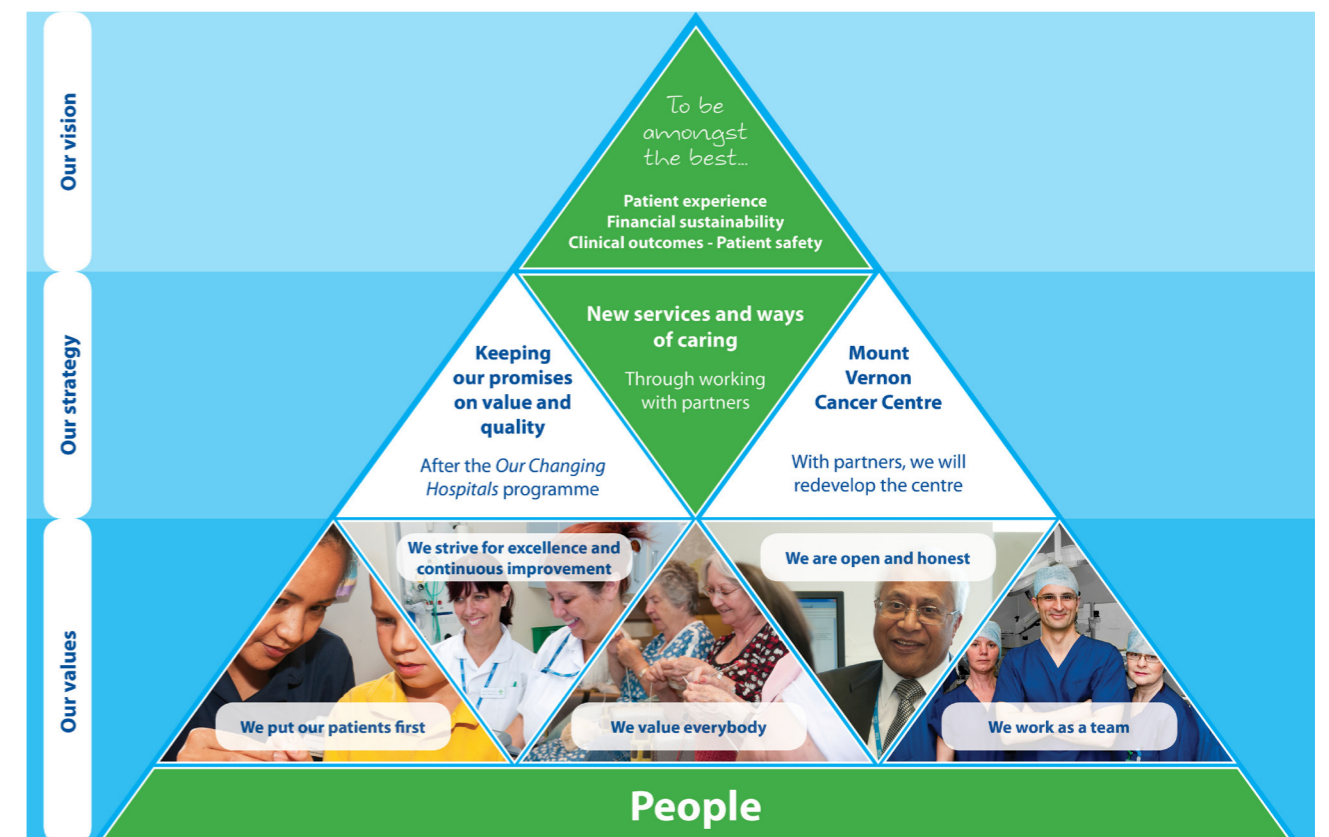 Our vision
To be
amongst
the best...
Patient experience
Financial sustainability
Clinical outcomes - Patient safety
Our strategy
Keeping
our promises
on value and
quality
After the Our Changing
Hospitals programme
New services and ways
of caring
Through working
with partners
Mount
Vernon
Cancer Centre
With partners, we will
redevelop the centre
Our values
We strive for excellence and
continuous improvement
We are open and honest
We put our patients first
We value everybody
We work as a team
People